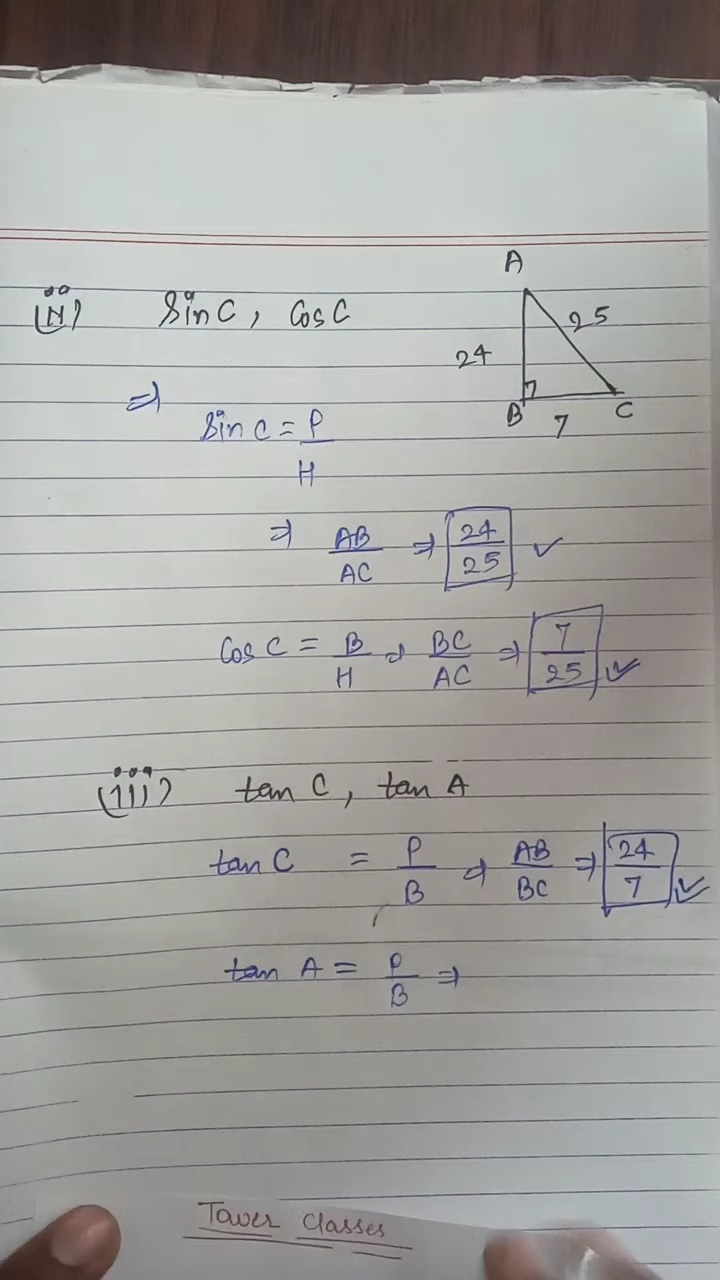 A
(ii) Sin C, Cos C
25
24
B 7 C
⇒ Sin C = P/H
⇒ AB/AC ⇒ 24/25 ✓
Cos C = B/H ⇒ BC/AC ⇒ 7/25 ✓
(iii) tan C, tan A
tan C = P/B ⇒ AB/BC ⇒ 24/7 ✓
tan A = P/B ⇒
Tower Classes